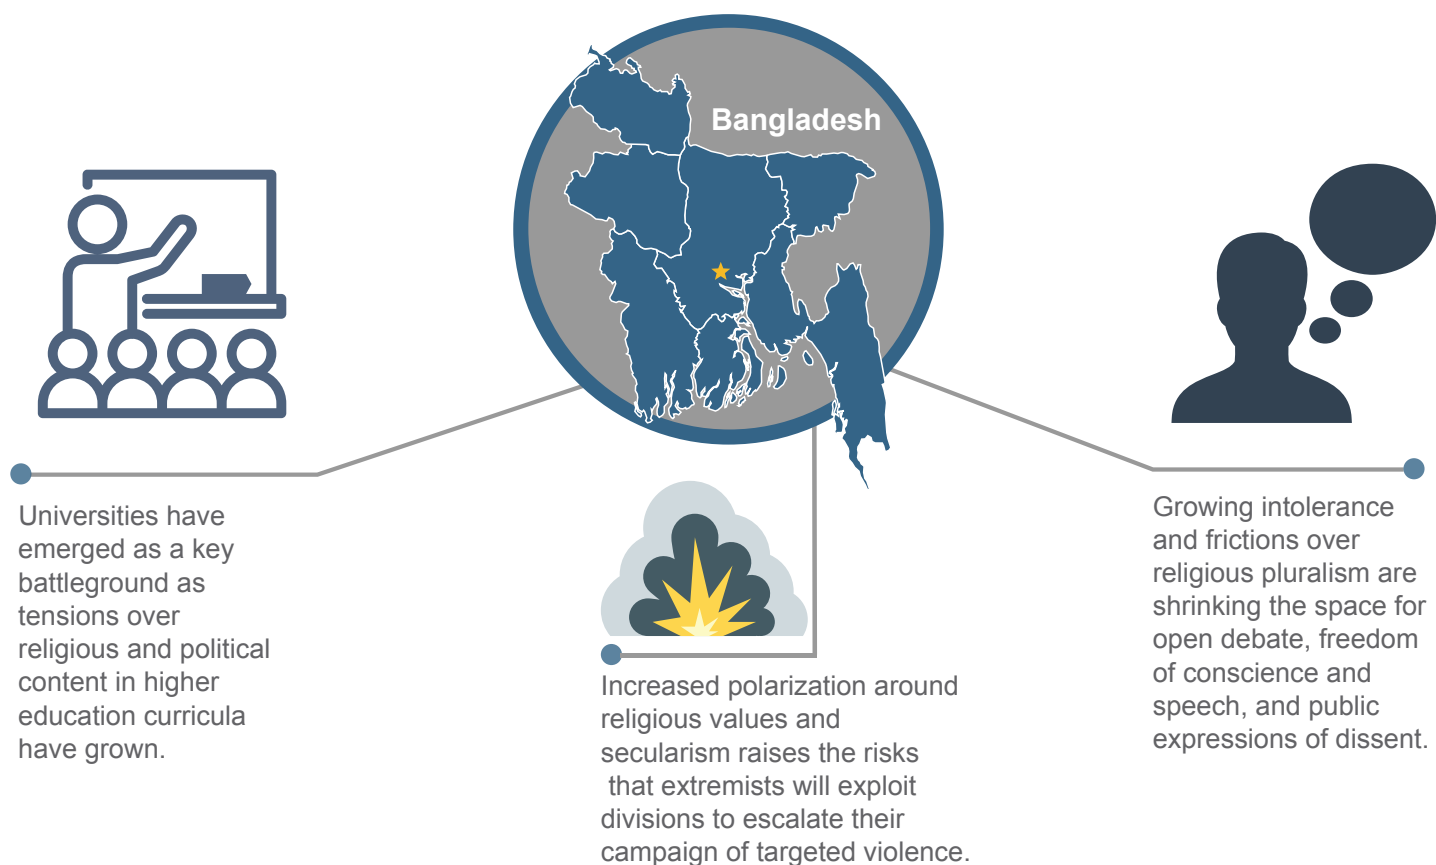 Bangladesh
Universities have
emerged as a key
battleground as
tensions over
religious and political
content in higher
education curricula
have grown.
Increased polarization around
religious values and
secularism raises the risks
that extremists will exploit
divisions to escalate their
campaign of targeted violence.
Growing intolerance
and frictions over
religious pluralism are
shrinking the space for
open debate, freedom
of conscience and
speech, and public
expressions of dissent.